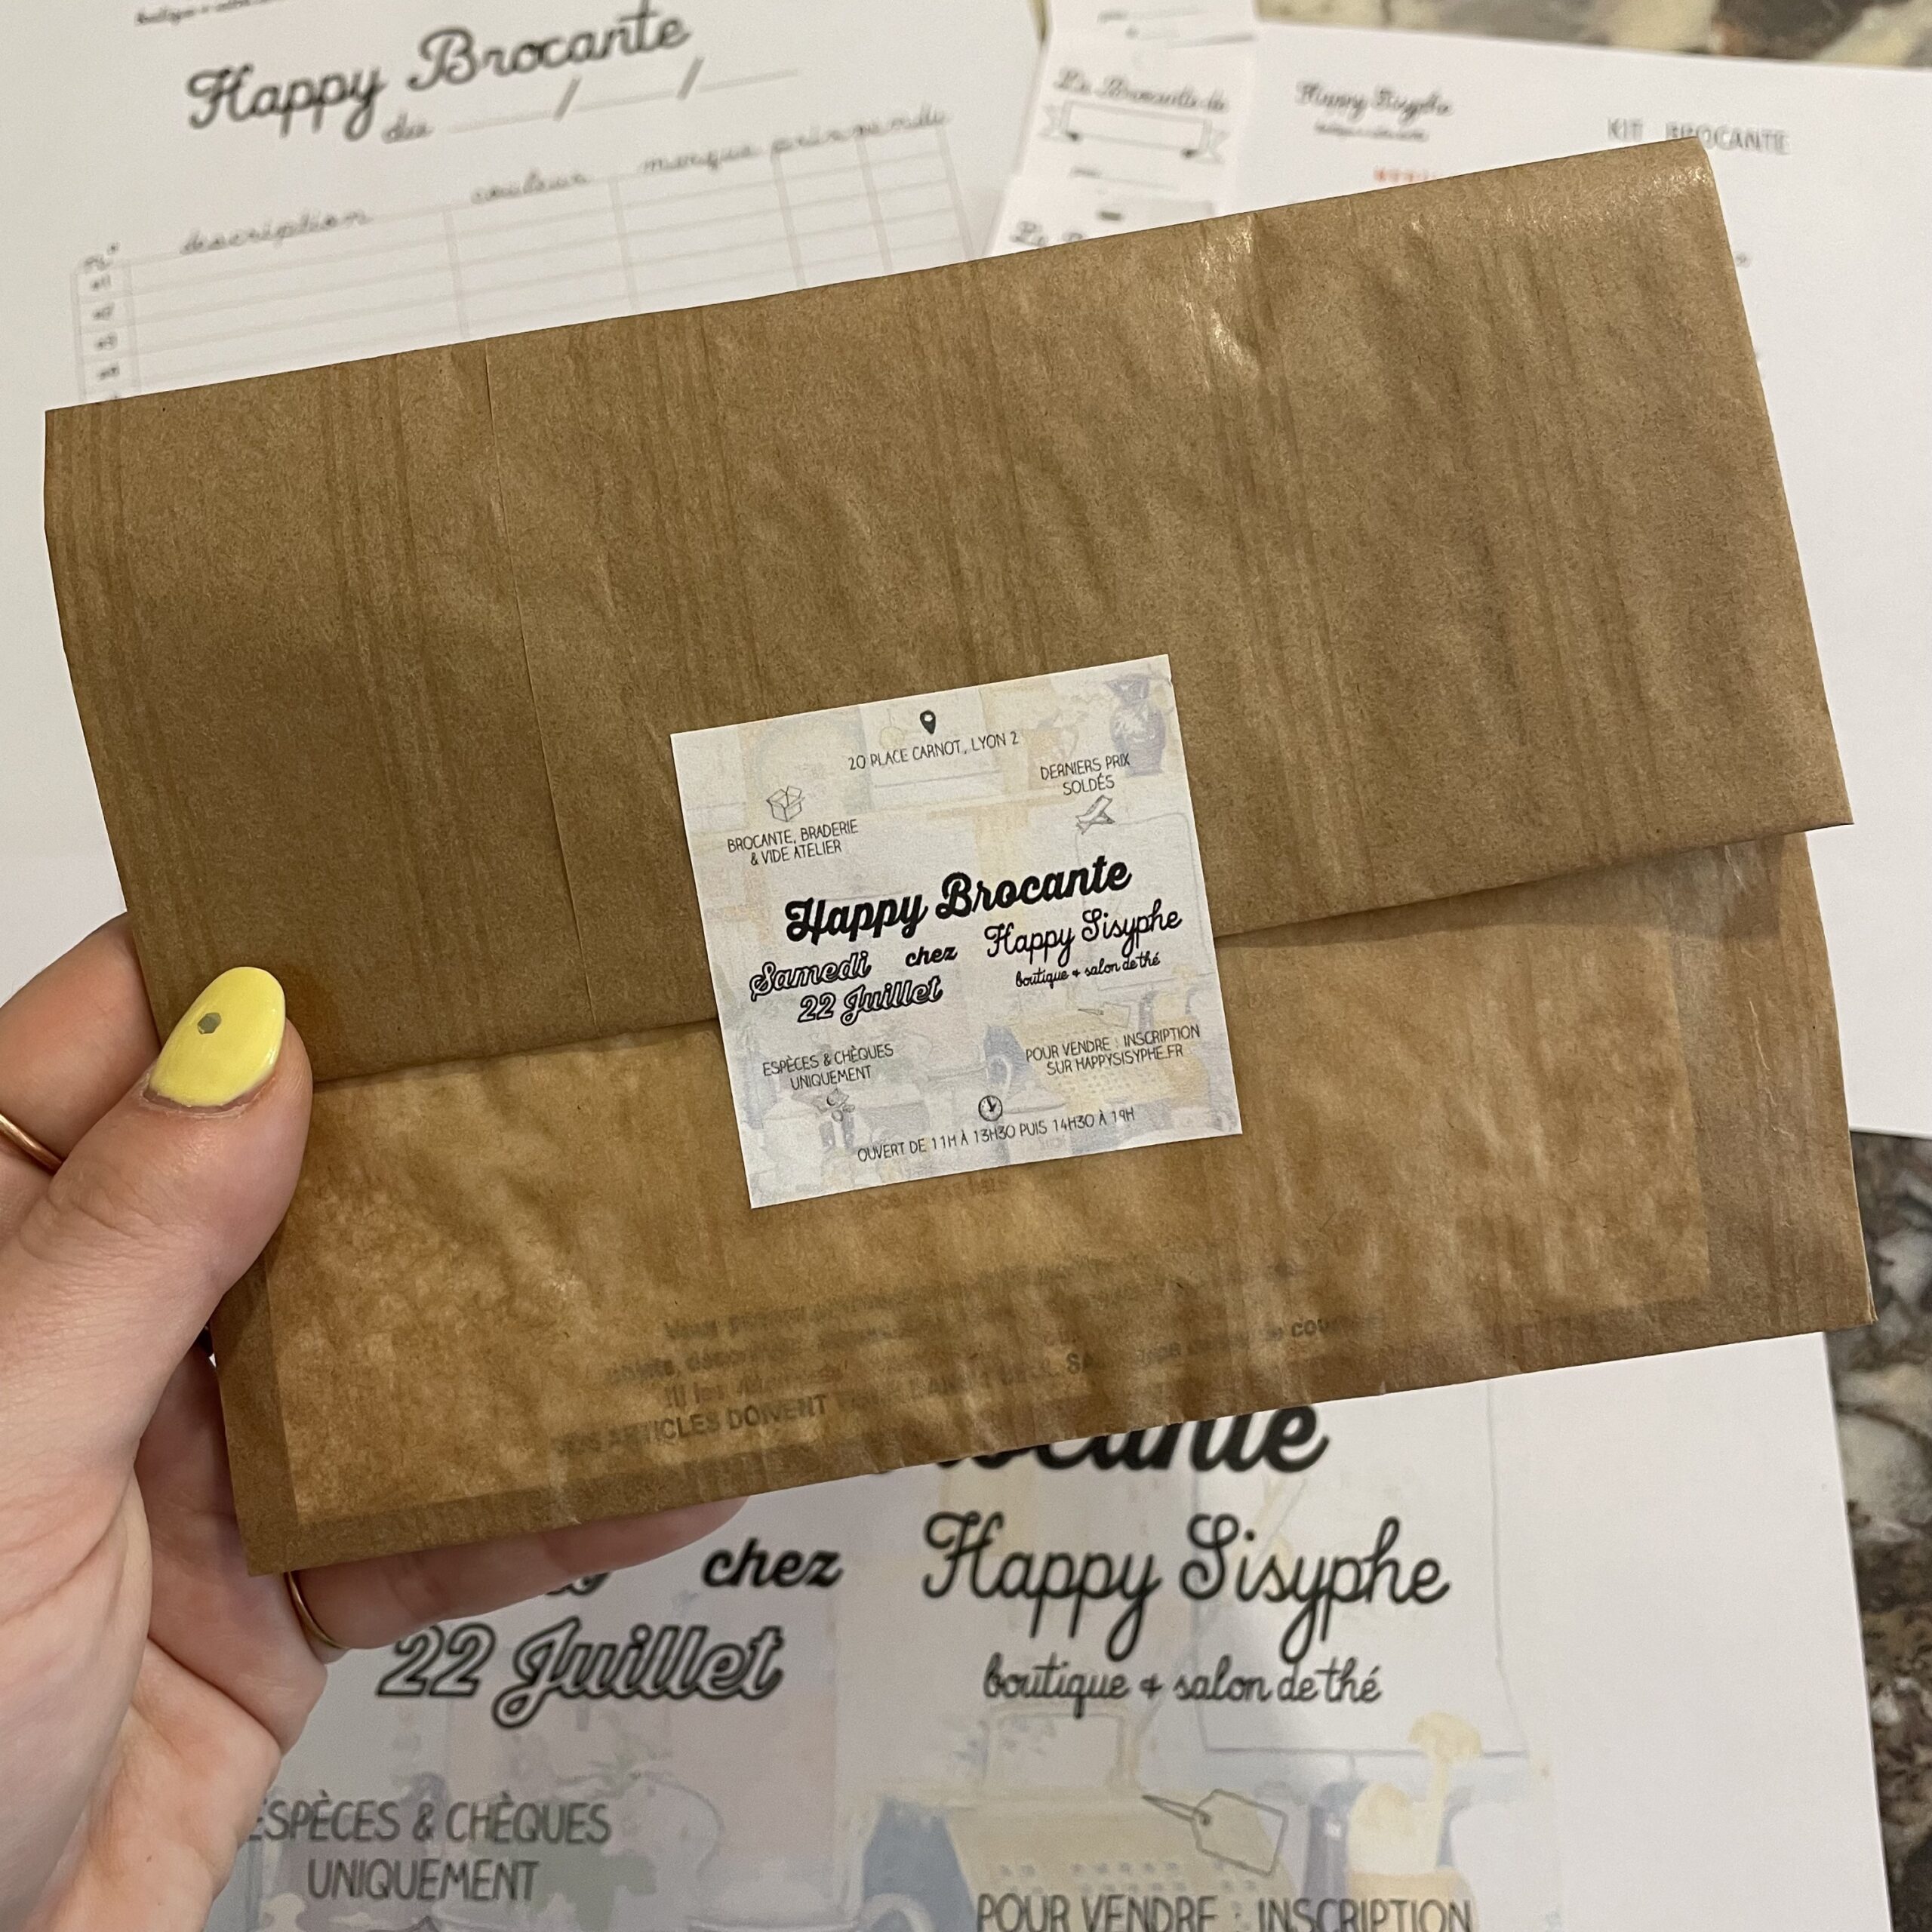 Happy Brocante
du / /
n° description couleur marque prix vendu
La Brocante de
Happy Sisyphe
KIT BROCANTE
20 PLACE CARNOT, LYON 2
DERNIERS PRIX
SOLDÉS
BROCANTE, BRADERIE
& VIDE ATELIER
Happy Brocante
Samedi
22 Juillet
chez
Happy Sisyphe
boutique + salon de thé
ESPÈCES & CHÈQUES
UNIQUEMENT
POUR VENDRE : INSCRIPTION
SUR HAPPYSISYPHE.FR
OUVERT DE 11H À 13H30 PUIS 14H30 À 19H
ARTICLES DOIVENT
chez
Happy Sisyphe
22 Juillet
boutique + salon de thé
ESPÈCES & CHÈQUES
UNIQUEMENT
POUR VENDRE : INSCRIPTION